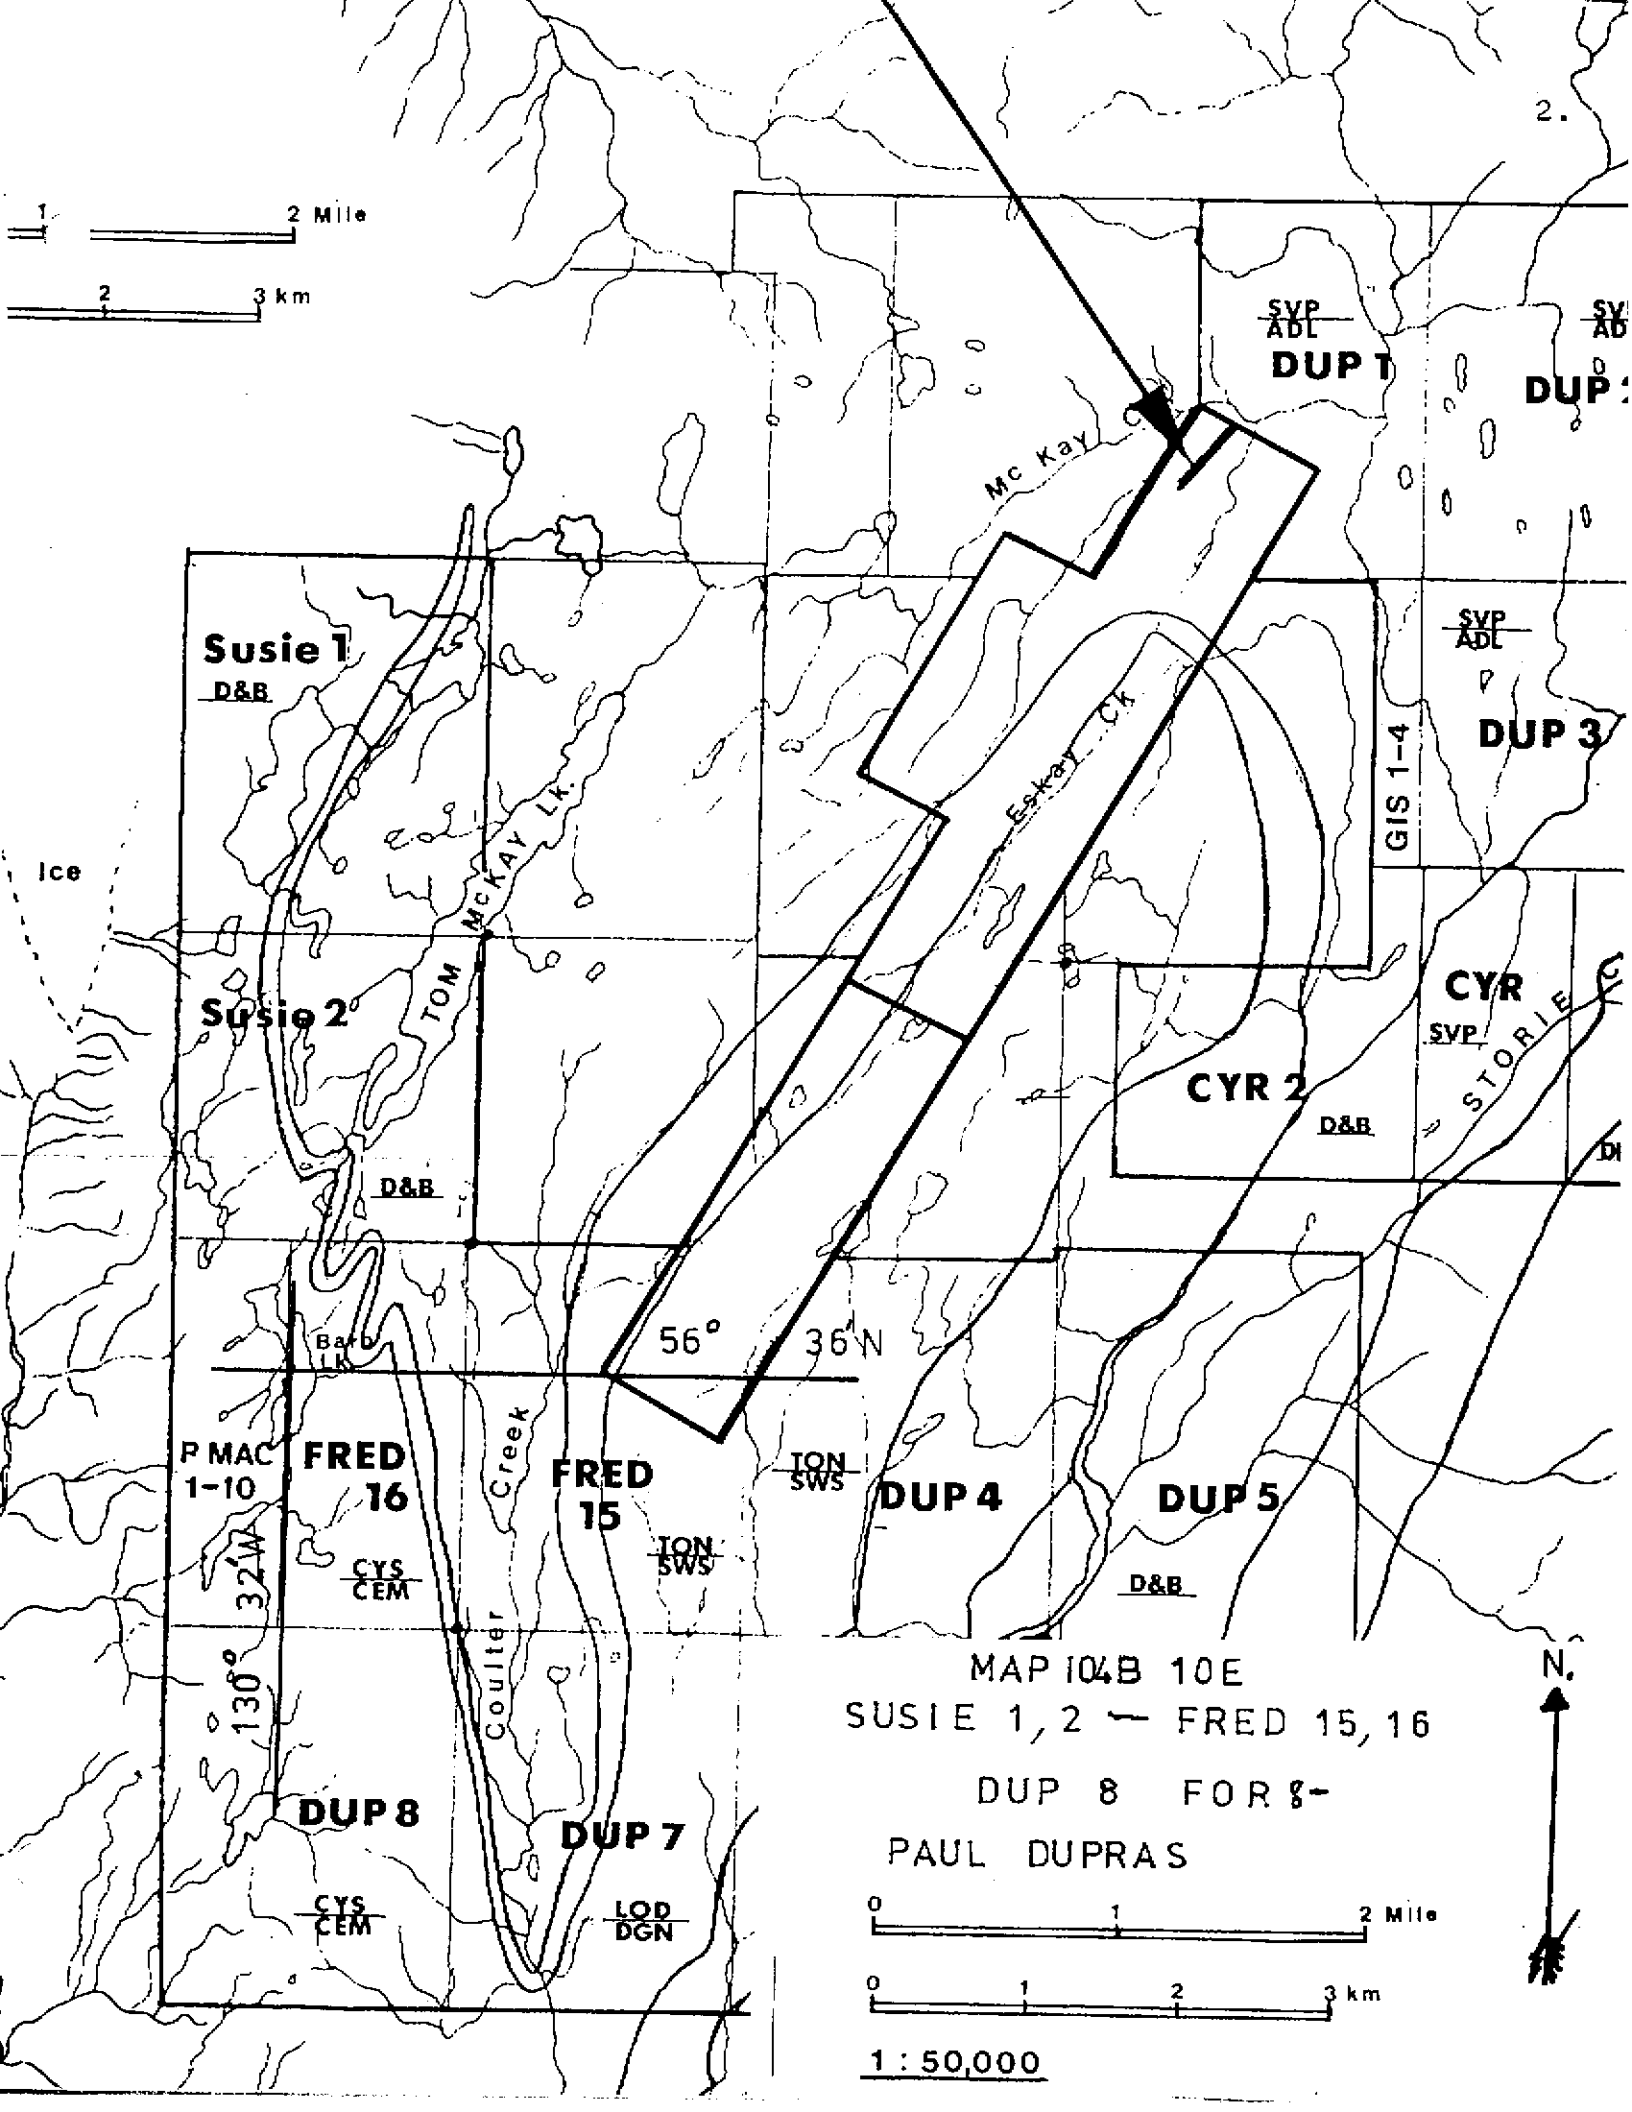 2.
1 2 Mile
2 3 km
SVP
ADL
DUP 1
SV
AD
DUP
Mc Kay
Susie 1
D&B
SVP
ADL
DUP 3
GIS 1-4
Eskay Ck
TOM McKAY Lk.
Ice
Susie 2
D&B
CYR
SVP
STORIE
CYR 2
D&B
56° 36'N
P MAC
1-10
FRED
16
CYS
CEM
Coulter Creek
FRED
15
TON
SWS
TON
SWS
DUP 4
DUP 5
D&B
130° 32'W
DUP 8
CYS
CEM
DUP 7
LOD
DGN
MAP 104B 10E
SUSIE 1, 2 — FRED 15, 16
DUP 8 FOR :-
PAUL DUPRAS
N.
0 1 2 Mile
0 1 2 3 km
1 : 50,000